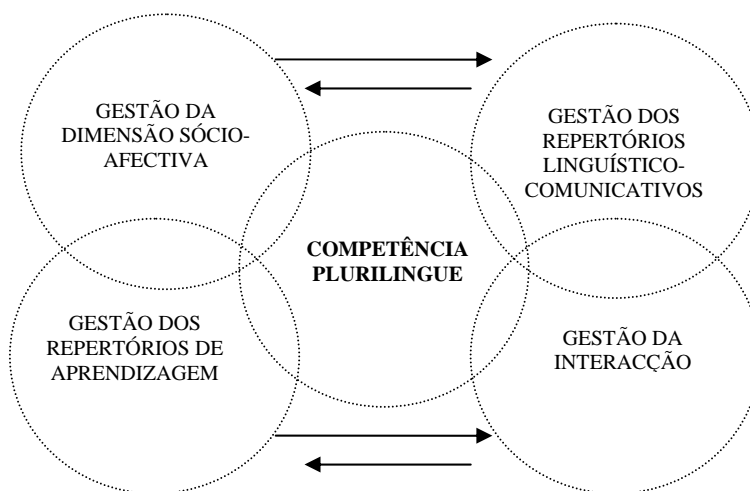 GESTÃO DA
DIMENSÃO SÓCIO-
AFECTIVA
GESTÃO DOS
REPERTÓRIOS
LINGUÍSTICO-
COMUNICATIVOS
COMPETÊNCIA
PLURILINGUE
GESTÃO DOS
REPERTÓRIOS DE
APRENDIZAGEM
GESTÃO DA
INTERACÇÃO